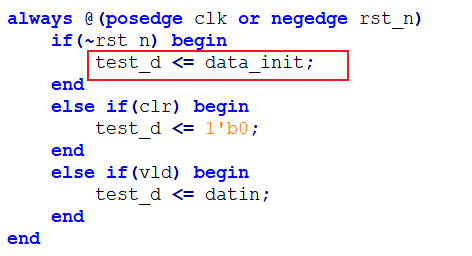 always @(posedge clk or negedge rst_n)
    if(~rst_n) begin
        test_d <= data_init;
    end
    else if(clr) begin
        test_d <= 1'b0;
    end
    else if(vld) begin
        test_d <= datin;
    end
end